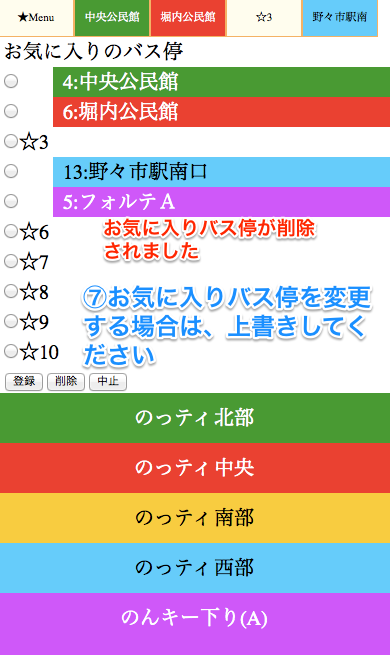 ★Menu
中央公民館
堀内公民館
☆3
野々市駅南
お気に入りのバス停
4:中央公民館
6:堀内公民館
☆3
13:野々市駅南口
5:フォルテA
☆6
お気に入りバス停が削除
されました
☆7
☆8
⑦お気に入りバス停を変更
する場合は、上書きしてく
ださい
☆9
☆10
登録 削除 中止
のっティ北部
のっティ中央
のっティ南部
のっティ西部
のんキー下り(A)